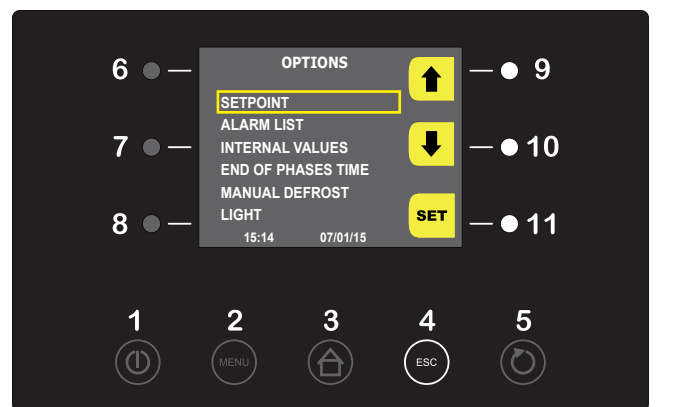 OPTIONS
6
9
SETPOINT
ALARM LIST
7
INTERNAL VALUES
10
END OF PHASES TIME
MANUAL DEFROST
8
LIGHT
SET
11
15:14 07/01/15
1 2 3 4 5
MENU
ESC